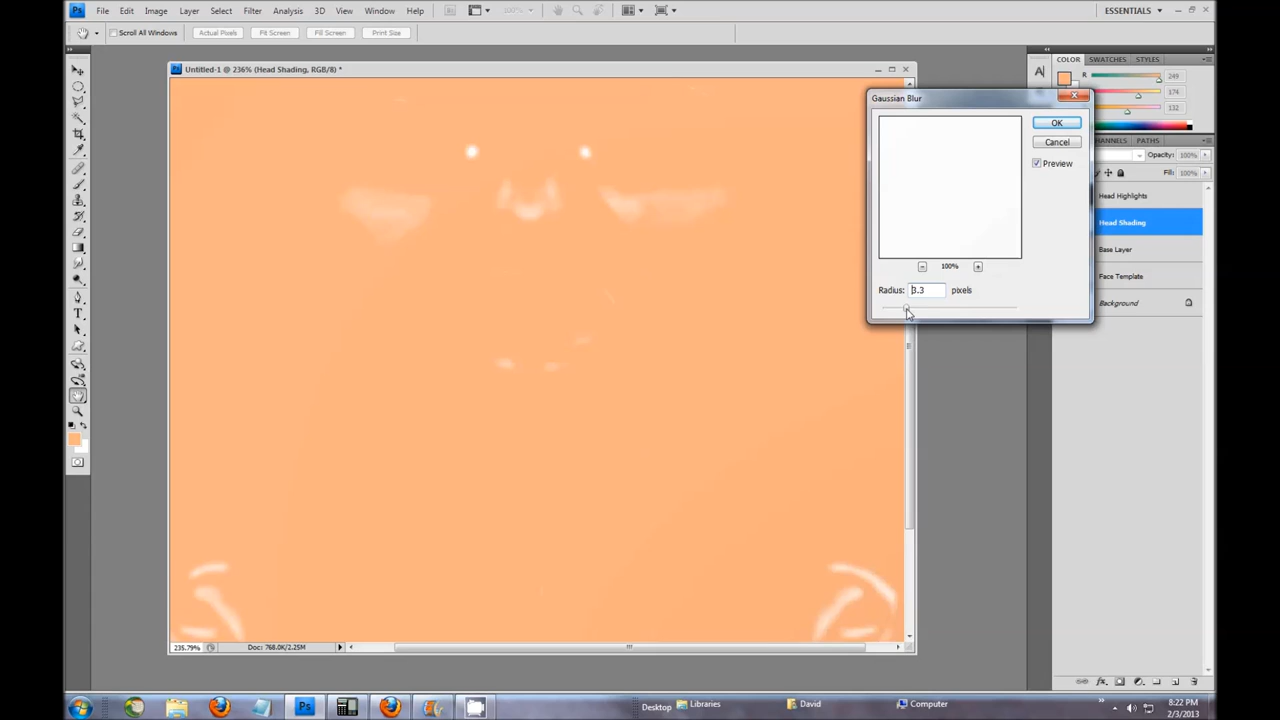 Ps File Edit Image Layer Select Filter Analysis 3D View Window Help 100% ESSENTIALS
Scroll All Windows Actual Pixels Fit Screen Fill Screen Print Size
Untitled-1 @ 236% (Head Shading, RGB/8) *
COLOR SWATCHES STYLES
R 249
174
132
Gaussian Blur
OK
Cancel
Preview
100%
Radius: 3.3 pixels
CHANNELS PATHS
Opacity: 100%
Fill: 100%
Head Highlights
Head Shading
Base Layer
Face Template
Background
T
235.79% Doc: 768.0K/2.25M
fx
Ps Desktop Libraries David Computer 8:22 PM
2/3/2013